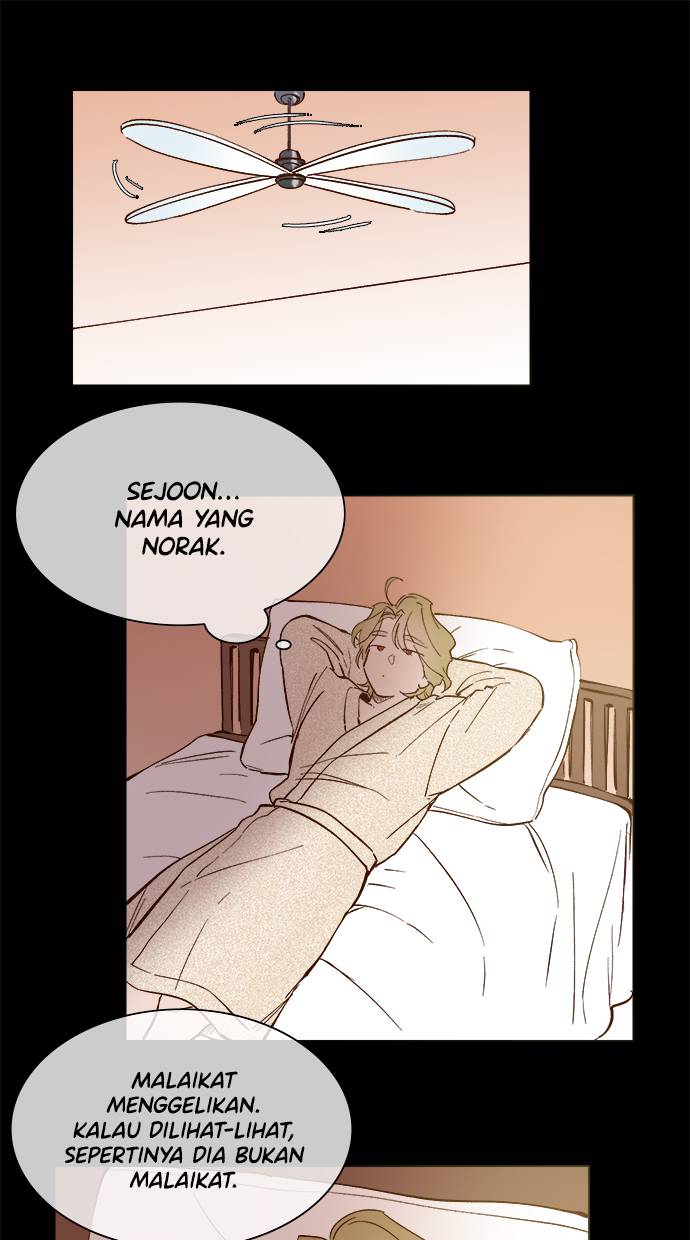 SEJOON...
NAMA YANG
NORAK.
MALAIKAT
MENGGELIKAN.
KALAU DILIHAT-LIHAT,
SEPERTINYA DIA BUKAN
MALAIKAT.